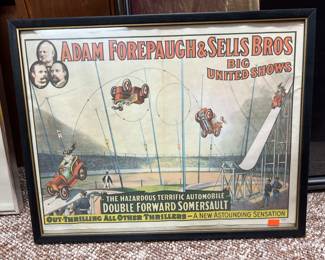 ADAM FOREPAUGH & SELLS BROS
BIG
UNITED SHOWS
THE HAZARDOUS TERRIFIC AUTOMOBILE
DOUBLE FORWARD SOMERSAULT
OUT-THRILLING ALL OTHER THRILLERS – A NEW ASTOUNDING SENSATION